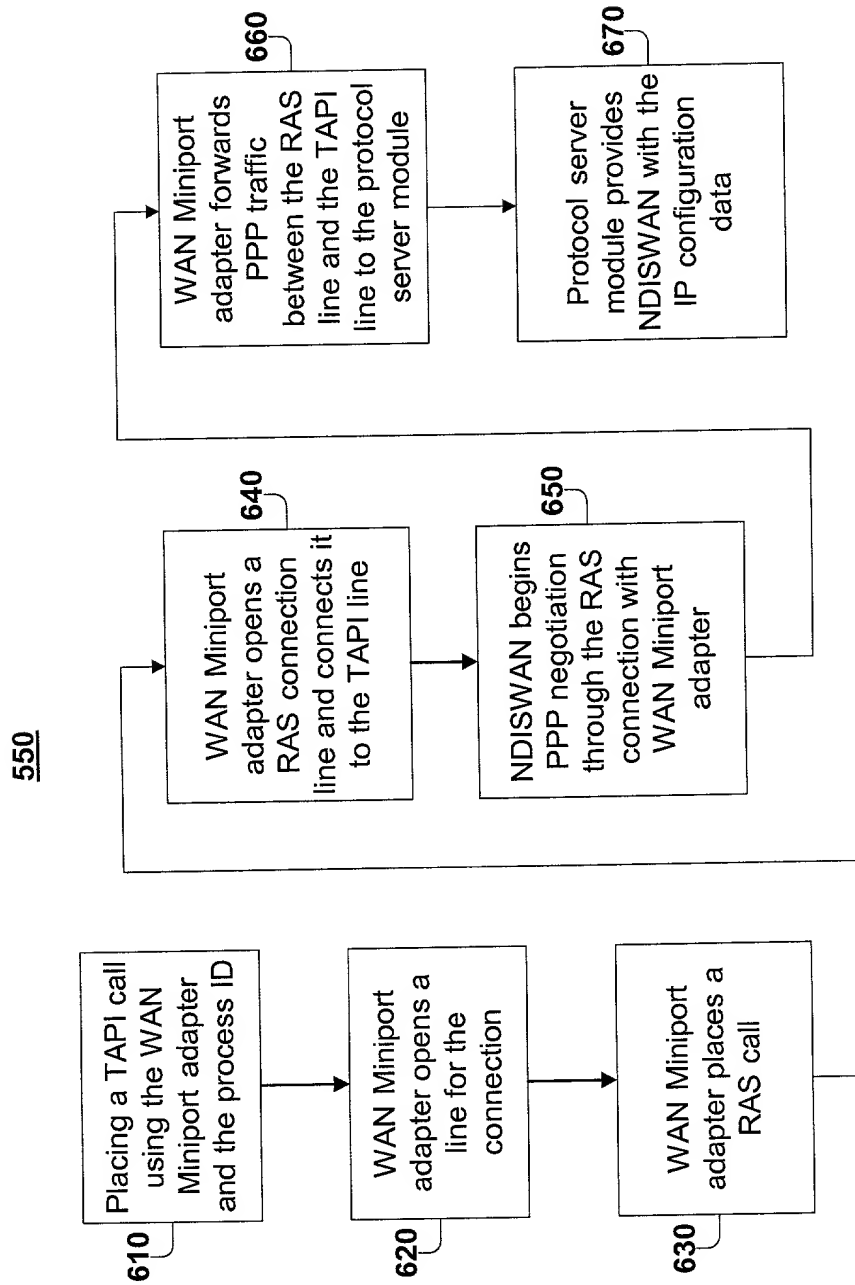 550
Placing a TAPI call
using the WAN
Miniport adapter
and the process ID
610
WAN Miniport
adapter opens a
line for the
connection
620
WAN Miniport
adapter places a
RAS call
630
WAN Miniport
adapter opens a
RAS connection
line and connects it
to the TAPI line
640
NDISWAN begins
PPP negotiation
through the RAS
connection with
WAN Miniport
adapter
650
WAN Miniport
adapter forwards
PPP traffic
between the RAS
line and the TAPI
line to the protocol
server module
660
Protocol server
module provides
NDISWAN with the
IP configuration
data
670